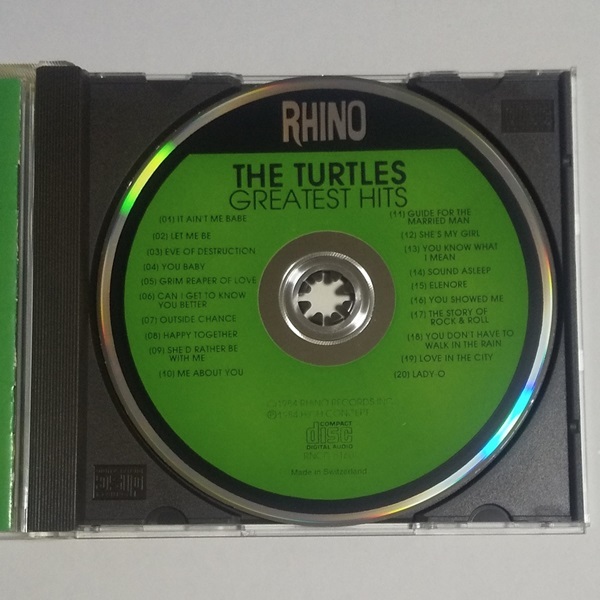 RHINO
THE TURTLES
GREATEST HITS
(01) IT AIN'T ME BABE
(02) LET ME BE
(03) EVE OF DESTRUCTION
(04) YOU BABY
(05) GRIM REAPER OF LOVE
(06) CAN I GET TO KNOW
YOU BETTER
(07) OUTSIDE CHANCE
(08) HAPPY TOGETHER
(09) SHE'D RATHER BE
WITH ME
(10) ME ABOUT YOU
(11) GUIDE FOR THE
MARRIED MAN
(12) SHE'S MY GIRL
(13) YOU KNOW WHAT
I MEAN
(14) SOUND ASLEEP
(15) ELENORE
(16) YOU SHOWED ME
(17) THE STORY OF
ROCK & ROLL
(18) YOU DON'T HAVE TO
WALK IN THE RAIN
(19) LOVE IN THE CITY
(20) LADY-O
RHINO RECORDS
COMPACT
disc
DIGITAL AUDIO
Made in Switzerland